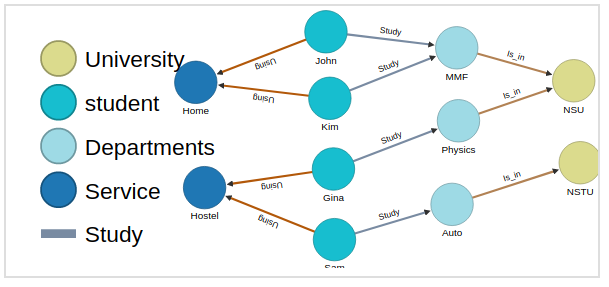 University
student
Departments
Service
Study
John
Kim
Gina
Sam
Home
Hostel
MMF
Physics
Auto
NSU
NSTU
Using
Using
Using
Using
Study
Study
Study
Study
Is_in
Is_in
Is_in